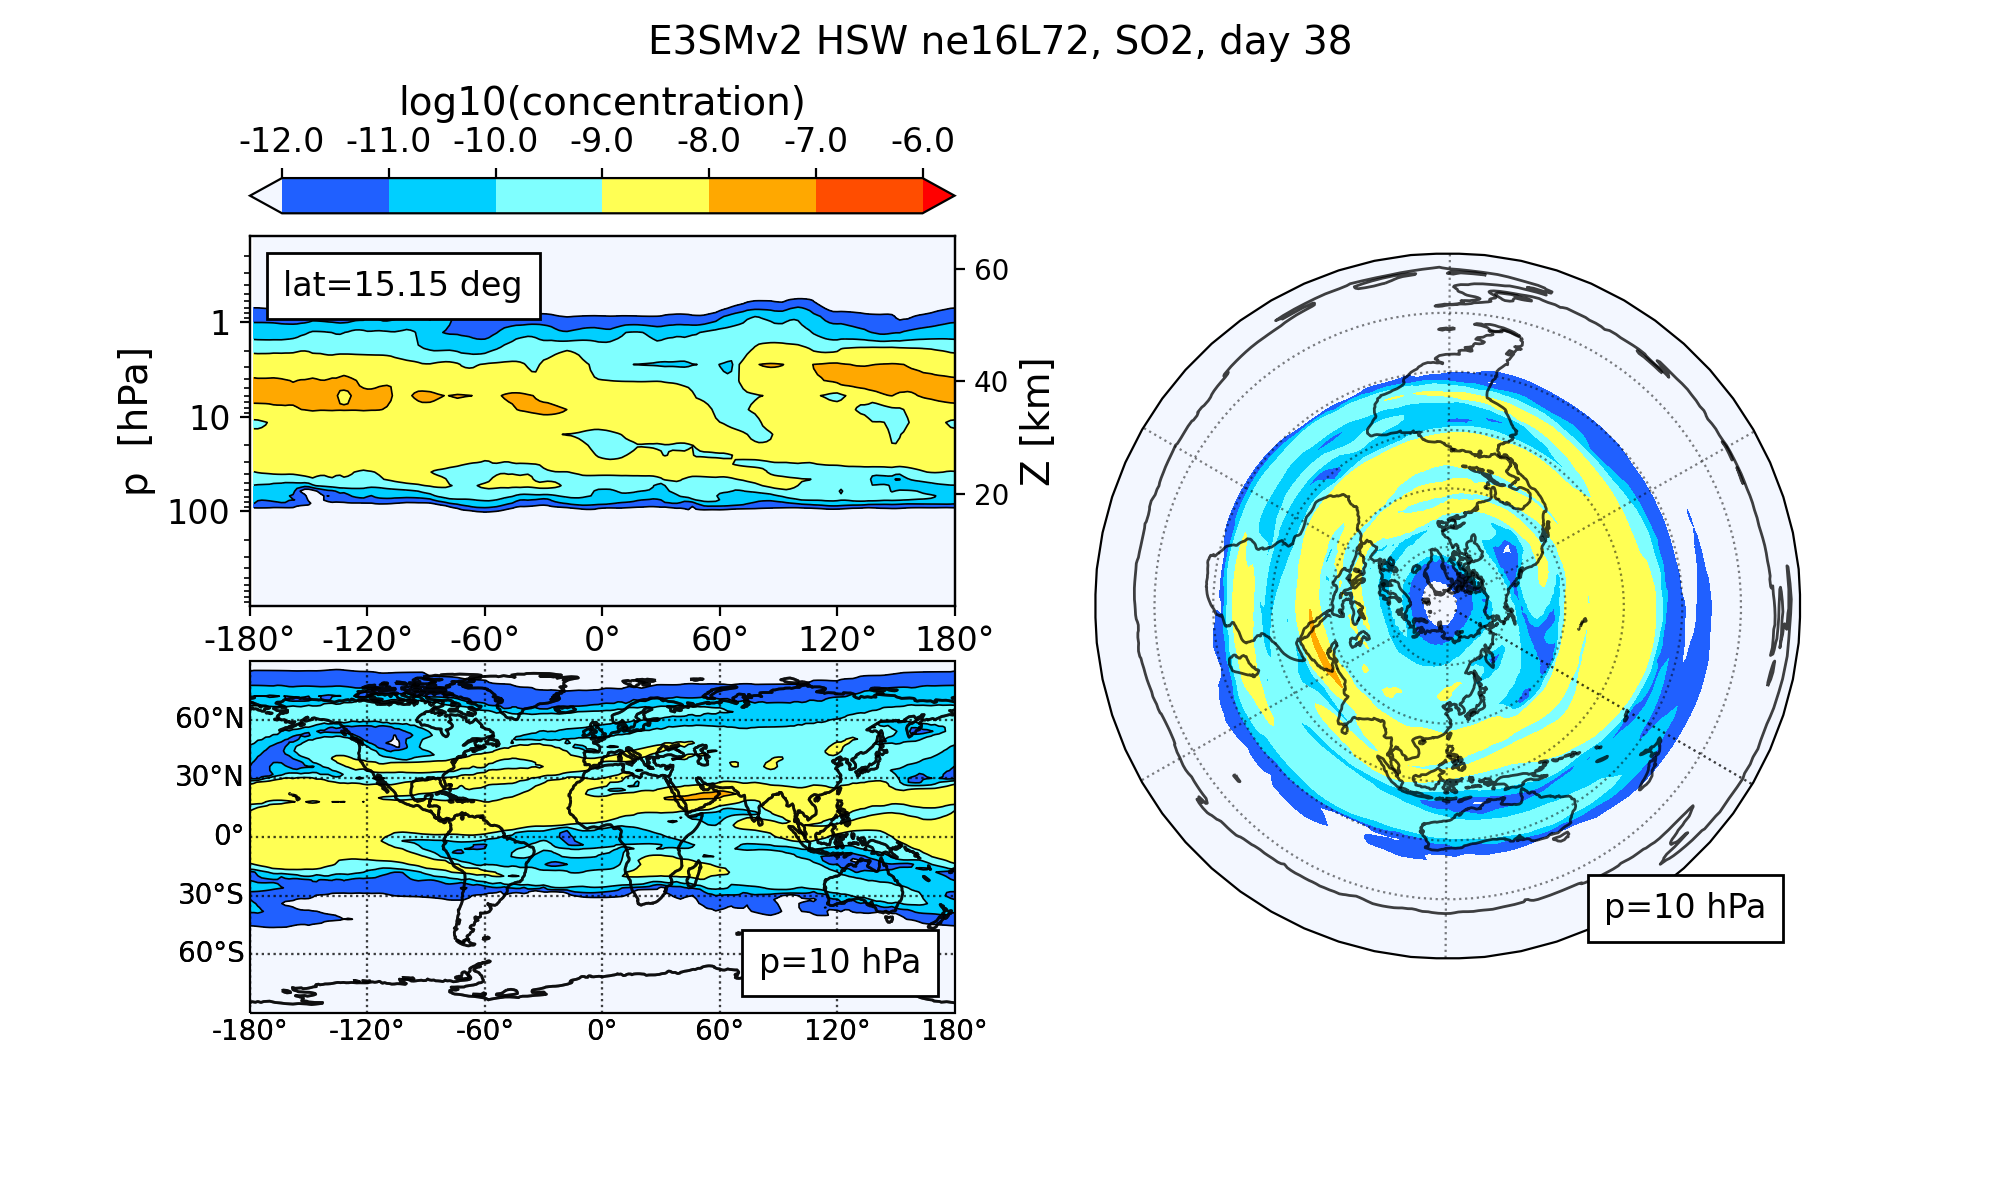 E3SMv2 HSW ne16L72, SO2, day 38
log10(concentration)
-12.0 -11.0 -10.0 -9.0 -8.0 -7.0 -6.0
lat=15.15 deg
p [hPa]
1
10
100
Z [km]
60
40
20
-180° -120° -60° 0° 60° 120° 180°
60°N
30°N
0°
30°S
60°S
p=10 hPa
-180° -120° -60° 0° 60° 120° 180°
p=10 hPa